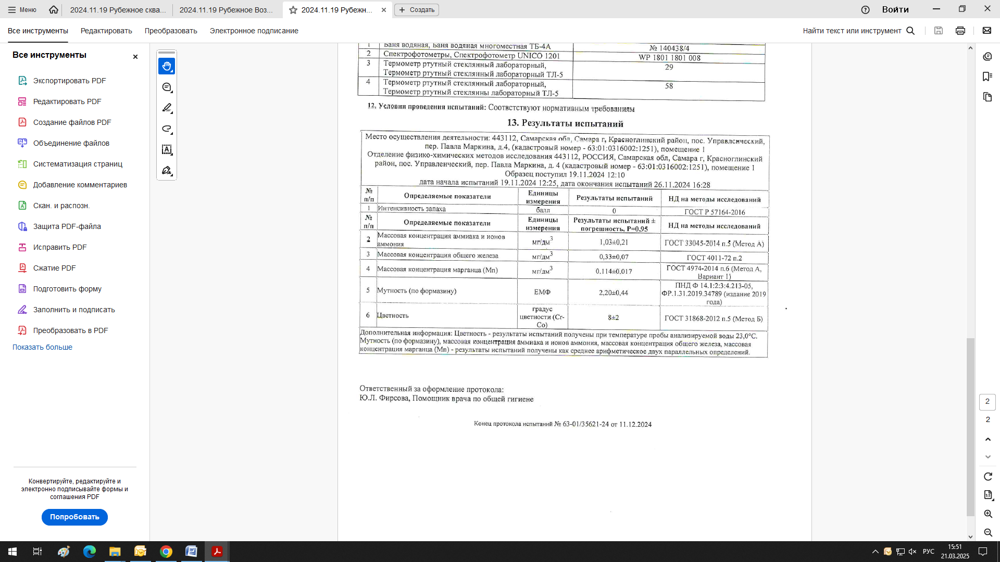 Меню
2024.11.19 Рубежное сква...
2024.11.19 Рубежное Воз...
2024.11.19 Рубежн...
Создать
Войти
Все инструменты
Редактировать
Преобразовать
Электронное подписание
Найти текст или инструмент
Все инструменты
Экспортировать PDF
Редактировать PDF
Создание файлов PDF
Объединение файлов
Систематизация страниц
Добавление комментариев
Скан. и распозн.
Защита PDF-файла
Исправить PDF
Сжатие PDF
Подготовить форму
Заполнить и подписать
Преобразовать в PDF
Показать больше
Конвертируйте, редактируйте и
электронно подписывайте формы и
соглашения PDF
Попробовать
1 Баня водяная, Баня водяная многоместная ТБ-4А № 140438/4
2 Спектрофотометры, Спектрофотометр UNICO 1201 WP 1801 1801 008
3 Термометр ртутный стеклянный лабораторный, 29
Термометр ртутный стеклянный лабораторный ТЛ-5
4 Термометр ртутный стеклянный лабораторный, 58
Термометр ртутный стеклянны лабораторный ТЛ-5
12. Условия проведения испытаний: Соответствуют нормативным требованиям
13. Результаты испытаний
Место осуществления деятельности: 443112, Самарская обл, Самара г, Красноглинский район, пос. Управленческий,
пер. Павла Маркина, д.4, (кадастровый номер - 63:01:0316002:1251), помещение 1
Отделение физико-химических методов исследования 443112, РОССИЯ, Самарская обл, Самара г, Красноглинский
район, пос. Управленческий, пер. Павла Маркина, д. 4 (кадастровый номер - 63:01:0316002:1251), помещение 1
Образец поступил 19.11.2024 12:10
дата начала испытаний 19.11.2024 12:25, дата окончания испытаний 26.11.2024 16:28
№ п/п Определяемые показатели Единицы измерения Результаты испытаний НД на методы исследований
1 Интенсивность запаха балл 0 ГОСТ Р 57164-2016
№ п/п Определяемые показатели Единицы измерения Результаты испытаний ± погрешность, P=0,95 НД на методы исследований
2 Массовая концентрация аммиака и ионов аммония мг/дм3 1,03±0,21 ГОСТ 33045-2014 п.5 (Метод А)
3 Массовая концентрация общего железа мг/дм3 0,33±0,07 ГОСТ 4011-72 п.2
4 Массовая концентрация марганца (Mn) мг/дм3 0.114±0.017 ГОСТ 4974-2014 п.6 (Метод А, Вариант 1)
5 Мутность (по формазину) ЕМФ 2,20±0,44 ПНД Ф 14.1:2:3:4.213-05, ФР.1.31.2019.34789 (издание 2019 года)
6 Цветность градус цветности (Cr-Co) 8±2 ГОСТ 31868-2012 п.5 (Метод Б)
Дополнительная информация: Цветность - результаты испытаний получены при температуре пробы анализируемой воды 23,0°С.
Мутность (по формазину), массовая концентрация аммиака и ионов аммония, массовая концентрация общего железа, массовая
концентрация марганца (Mn) - результаты испытаний получены как среднее арифметическое двух параллельных определений.
Ответственный за оформление протокола:
Ю.Л. Фирсова, Помощник врача по общей гигиене
Конец протокола испытаний № 63-01/35621-24 от 11.12.2024
2
2
РУС
15:51
21.03.2025